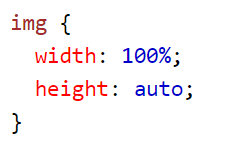 img {
  width: 100%;
  height: auto;
}